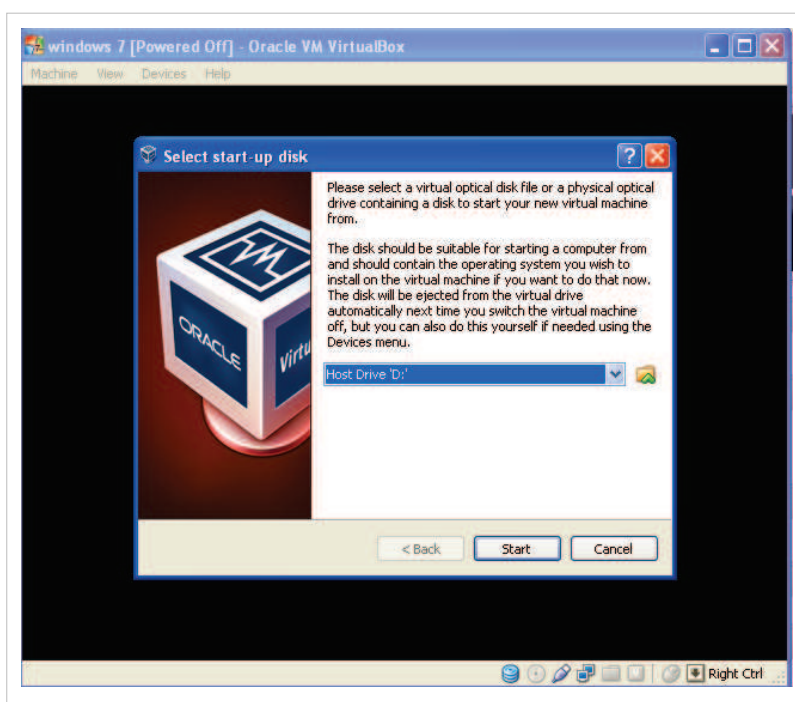 windows 7 [Powered Off] - Oracle VM VirtualBox
Machine View Devices Help
Select start-up disk
Please select a virtual optical disk file or a physical optical
drive containing a disk to start your new virtual machine
from.
The disk should be suitable for starting a computer from
and should contain the operating system you wish to
install on the virtual machine if you want to do that now.
The disk will be ejected from the virtual drive
automatically next time you switch the virtual machine
off, but you can also do this yourself if needed using the
Devices menu.
ORACLE
Virtu
Host Drive 'D:'
< Back Start Cancel
Right Ctrl